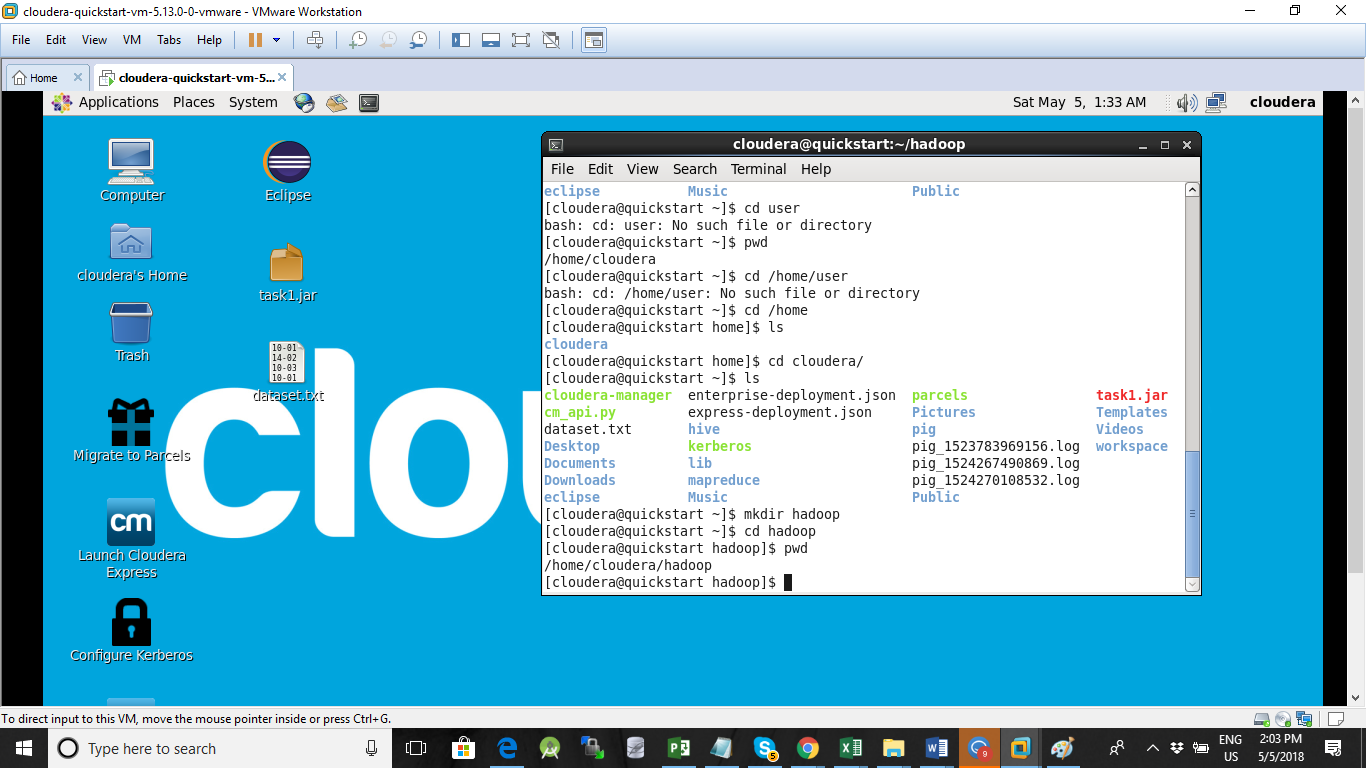 cloudera-quickstart-vm-5.13.0-0-vmware - VMware Workstation
File Edit View VM Tabs Help
Home cloudera-quickstart-vm-5...
Applications Places System Sat May 5, 1:33 AM cloudera
Computer
Eclipse
cloudera's Home
task1.jar
Trash
10-01
14-02
10-03
10-01
dataset.txt
Migrate to Parcels
cm
Launch Cloudera
Express
Configure Kerberos
clou
cloudera@quickstart:~/hadoop
File Edit View Search Terminal Help
eclipse Music Public
[cloudera@quickstart ~]$ cd user
bash: cd: user: No such file or directory
[cloudera@quickstart ~]$ pwd
/home/cloudera
[cloudera@quickstart ~]$ cd /home/user
bash: cd: /home/user: No such file or directory
[cloudera@quickstart ~]$ cd /home
[cloudera@quickstart home]$ ls
cloudera
[cloudera@quickstart home]$ cd cloudera/
[cloudera@quickstart ~]$ ls
cloudera-manager enterprise-deployment.json parcels task1.jar
cm_api.py express-deployment.json Pictures Templates
dataset.txt hive pig Videos
Desktop kerberos pig_1523783969156.log workspace
Documents lib pig_1524267490869.log
Downloads mapreduce pig_1524270108532.log
eclipse Music Public
[cloudera@quickstart ~]$ mkdir hadoop
[cloudera@quickstart ~]$ cd hadoop
[cloudera@quickstart hadoop]$ pwd
/home/cloudera/hadoop
[cloudera@quickstart hadoop]$
To direct input to this VM, move the mouse pointer inside or press Ctrl+G.
Type here to search
5
9
ENG
US
2:03 PM
5/5/2018
3